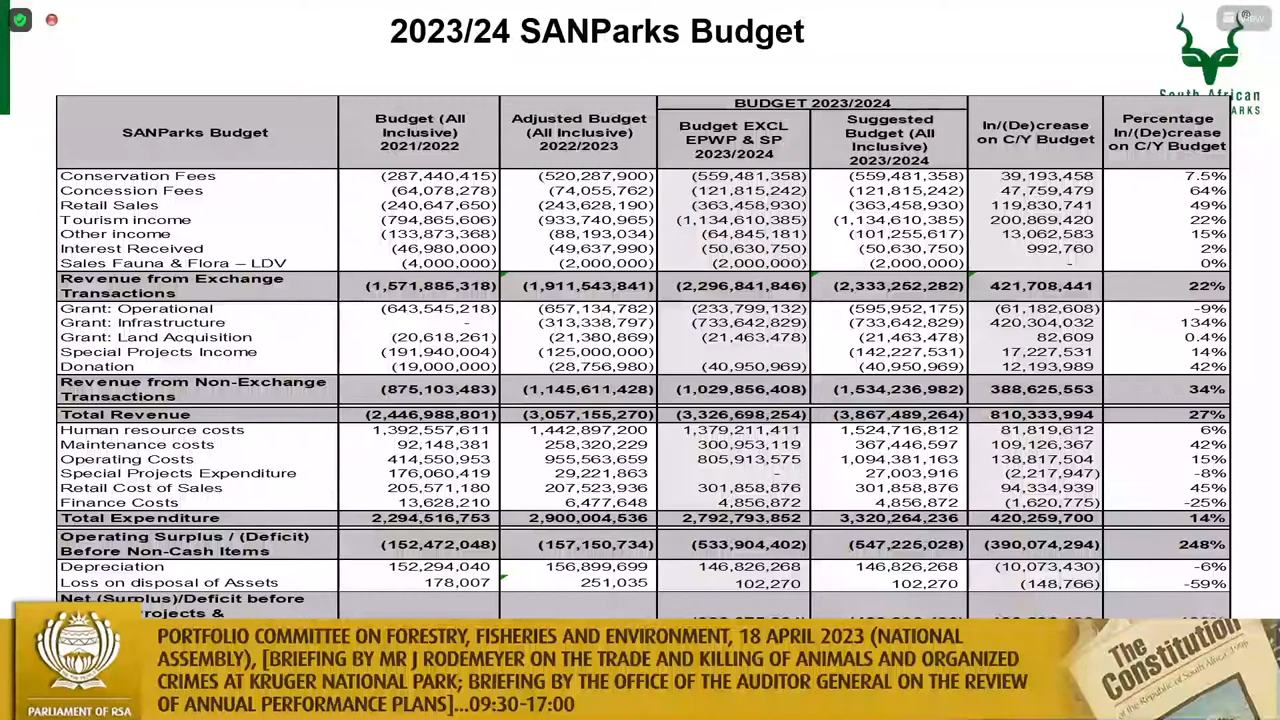 2023/24 SANParks Budget
View
South African
PARKS
SANParks Budget | Budget (All Inclusive) 2021/2022 | Adjusted Budget (All Inclusive) 2022/2023 | BUDGET 2023/2024 | Budget EXCL EPWP & SP 2023/2024 | Suggested Budget (All Inclusive) 2023/2024 | In/(De)crease on C/Y Budget | Percentage In/(De)crease on C/Y Budget
Conservation Fees (287,440,415) (520,287,900) (559,481,358) (559,481,358) 39,193,458 7.5%
Concession Fees (64,078,278) (74,055,762) (121,815,242) (121,815,242) 47,759,479 64%
Retail Sales (240,647,650) (243,628,190) (363,458,930) (363,458,930) 119,830,741 49%
Tourism income (794,865,606) (933,740,965) (1,134,610,385) (1,134,610,385) 200,869,420 22%
Other income (133,873,368) (88,193,034) (64,845,181) (101,255,617) 13,062,583 15%
Interest Received (46,980,000) (49,637,990) (50,630,750) (50,630,750) 992,760 2%
Sales Fauna & Flora – LDV (4,000,000) (2,000,000) (2,000,000) (2,000,000) - 0%
Revenue from Exchange Transactions (1,571,885,318) (1,911,543,841) (2,296,841,846) (2,333,252,282) 421,708,441 22%
Grant: Operational (643,545,218) (657,134,782) (233,799,132) (595,952,175) (61,182,608) -9%
Grant: Infrastructure - (313,338,797) (733,642,829) (733,642,829) 420,304,032 134%
Grant: Land Acquisition (20,618,261) (21,380,869) (21,463,478) (21,463,478) 82,609 0.4%
Special Projects Income (191,940,004) (125,000,000) (142,227,531) 17,227,531 14%
Donation (19,000,000) (28,756,980) (40,950,969) (40,950,969) 12,193,989 42%
Revenue from Non-Exchange Transactions (875,103,483) (1,145,611,428) (1,029,856,408) (1,534,236,982) 388,625,553 34%
Total Revenue (2,446,988,801) (3,057,155,270) (3,326,698,254) (3,867,489,264) 810,333,994 27%
Human resource costs 1,392,557,611 1,442,897,200 1,379,211,411 1,524,716,812 81,819,612 6%
Maintenance costs 92,148,381 258,320,229 300,953,119 367,446,597 109,126,367 42%
Operating Costs 414,550,953 955,563,659 805,913,575 1,094,381,163 138,817,504 15%
Special Projects Expenditure 176,060,419 29,221,863 - 27,003,916 (2,217,947) -8%
Retail Cost of Sales 205,571,180 207,523,936 301,858,876 301,858,876 94,334,939 45%
Finance Costs 13,628,210 6,477,648 4,856,872 4,856,872 (1,620,775) -25%
Total Expenditure 2,294,516,753 2,900,004,536 2,792,793,852 3,320,264,236 420,259,700 14%
Operating Surplus / (Deficit) Before Non-Cash Items (152,472,048) (157,150,734) (533,904,402) (547,225,028) (390,074,294) 248%
Depreciation 152,294,040 156,899,699 146,826,268 146,826,268 (10,073,430) -6%
Loss on disposal of Assets 178,007 251,035 102,270 102,270 (148,766) -59%
Net (Surplus)/Deficit before
rojects &
PORTFOLIO COMMITTEE ON FORESTRY, FISHERIES AND ENVIRONMENT, 18 APRIL 2023 (NATIONAL
ASSEMBLY), [BRIEFING BY MR J RODEMEYER ON THE TRADE AND KILLING OF ANIMALS AND ORGANIZED
CRIMES AT KRUGER NATIONAL PARK; BRIEFING BY THE OFFICE OF THE AUDITOR GENERAL ON THE REVIEW
OF ANNUAL PERFORMANCE PLANS]...09:30-17:00
PARLIAMENT OF RSA
The
Constitution
of the Republic of South Africa, 1996